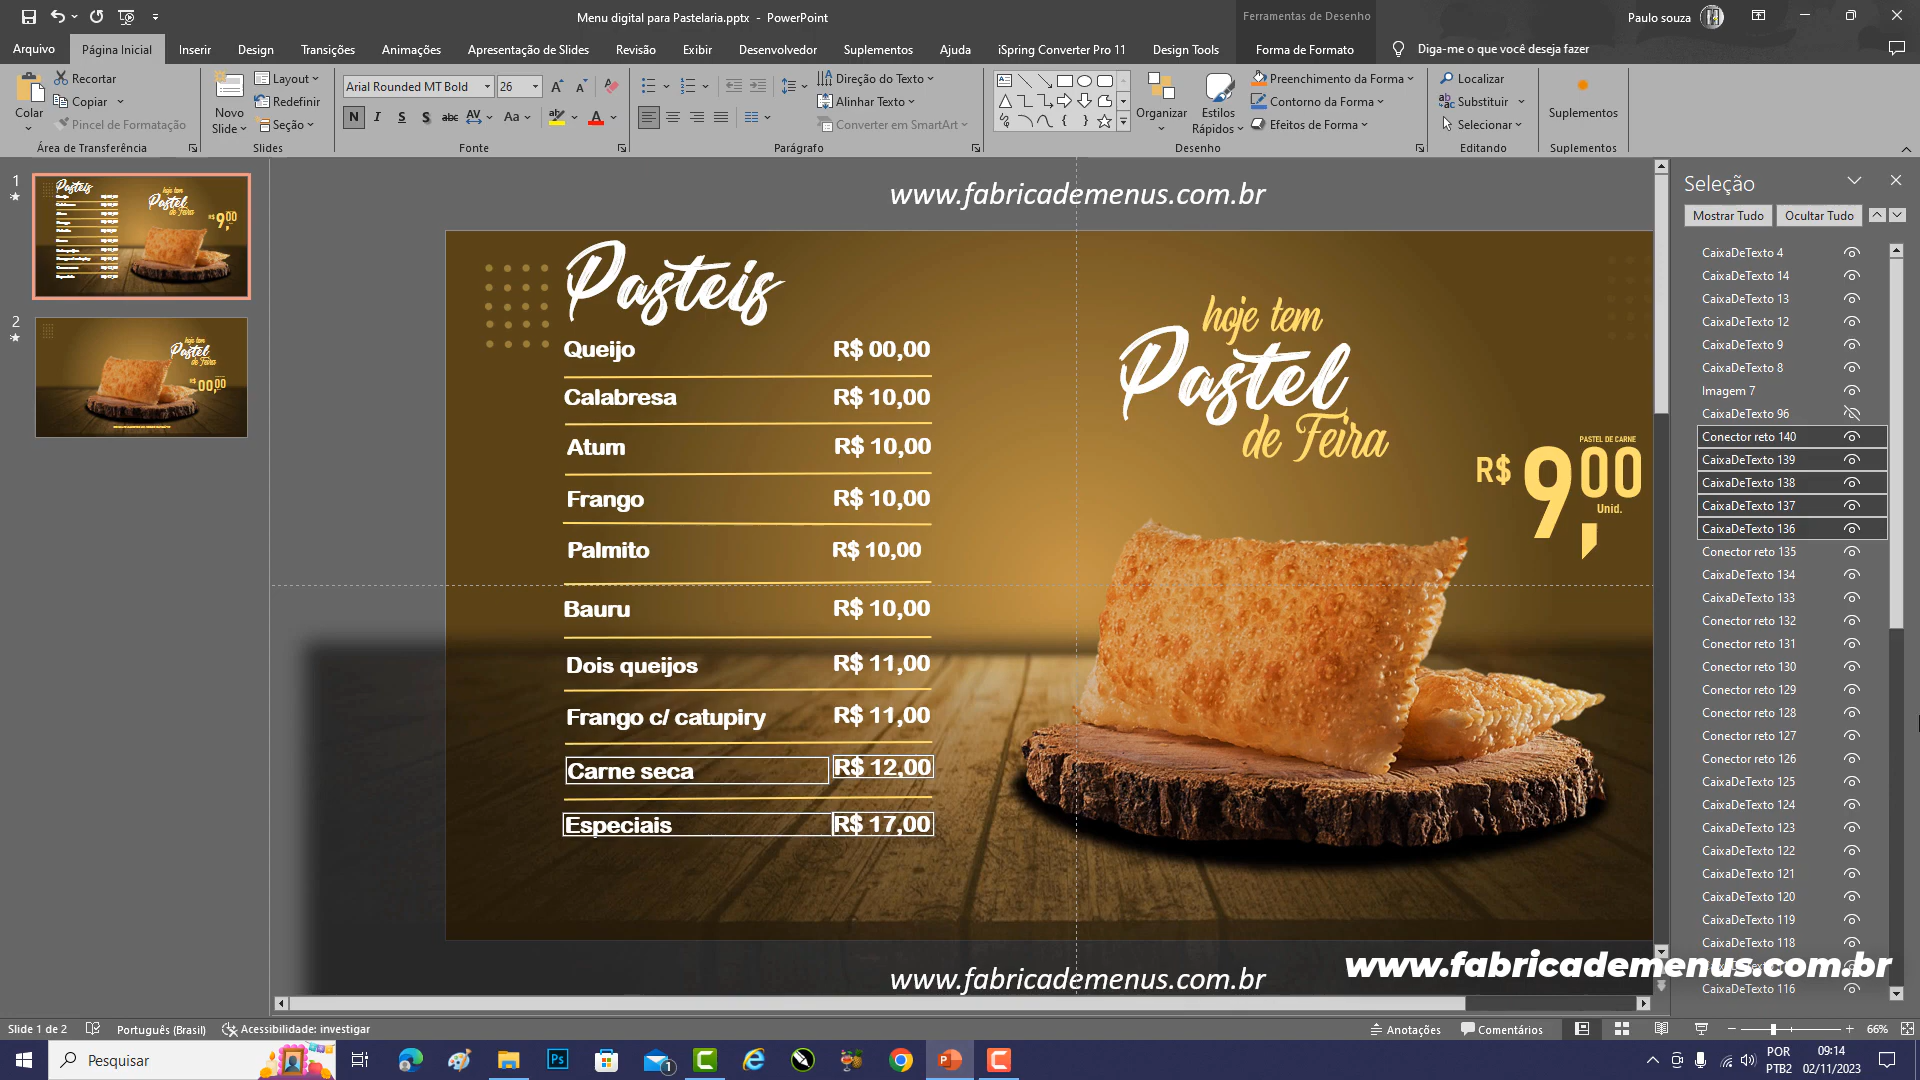 Menu digital para Pastelaria.pptx - PowerPoint
Ferramentas de Desenho
Paulo souza
Arquivo
Página Inicial
Inserir
Design
Transições
Animações
Apresentação de Slides
Revisão
Exibir
Desenvolvedor
Suplementos
Ajuda
iSpring Converter Pro 11
Design Tools
Forma de Formato
Diga-me o que você deseja fazer
Colar
Recortar
Copiar
Pincel de Formatação
Área de Transferência
Novo
Slide
Layout
Redefinir
Seção
Slides
Arial Rounded MT Bold
26
Fonte
Direção do Texto
Alinhar Texto
Converter em SmartArt
Parágrafo
Organizar
Estilos
Rápidos
Preenchimento da Forma
Contorno da Forma
Efeitos de Forma
Desenho
Localizar
Substituir
Selecionar
Editando
Suplementos
Suplementos
1
2
www.fabricademenus.com.br
Pasteis
Queijo R$ 00,00
Calabresa R$ 10,00
Atum R$ 10,00
Frango R$ 10,00
Palmito R$ 10,00
Bauru R$ 10,00
Dois queijos R$ 11,00
Frango c/ catupiry R$ 11,00
Carne seca R$ 12,00
Especiais R$ 17,00
hoje tem
Pastel
de Feira
PASTEL DE CARNE
R$ 9,00
Unid.
www.fabricademenus.com.br
www.fabricademenus.com.br
Seleção
Mostrar Tudo
Ocultar Tudo
CaixaDeTexto 4
CaixaDeTexto 14
CaixaDeTexto 13
CaixaDeTexto 12
CaixaDeTexto 9
CaixaDeTexto 8
Imagem 7
CaixaDeTexto 96
Conector reto 140
CaixaDeTexto 139
CaixaDeTexto 138
CaixaDeTexto 137
CaixaDeTexto 136
Conector reto 135
CaixaDeTexto 134
CaixaDeTexto 133
Conector reto 132
Conector reto 131
Conector reto 130
Conector reto 129
Conector reto 128
Conector reto 127
Conector reto 126
CaixaDeTexto 125
CaixaDeTexto 124
CaixaDeTexto 123
CaixaDeTexto 122
CaixaDeTexto 121
CaixaDeTexto 120
CaixaDeTexto 119
CaixaDeTexto 118
CaixaDeTexto 116
Slide 1 de 2
Português (Brasil)
Acessibilidade: investigar
Anotações
Comentários
66%
Pesquisar
POR
PTB2
09:14
02/11/2023